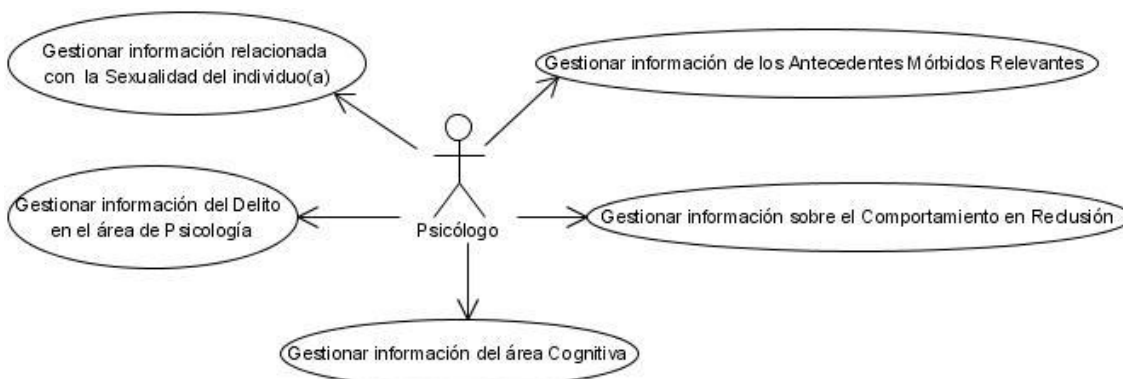 Gestionar información relacionada
con la Sexualidad del individuo(a)
Gestionar información de los Antecedentes Mórbidos Relevantes
Gestionar información del Delito
en el área de Psicología
Psicólogo
Gestionar información sobre el Comportamiento en Reclusión
Gestionar información del área Cognitiva